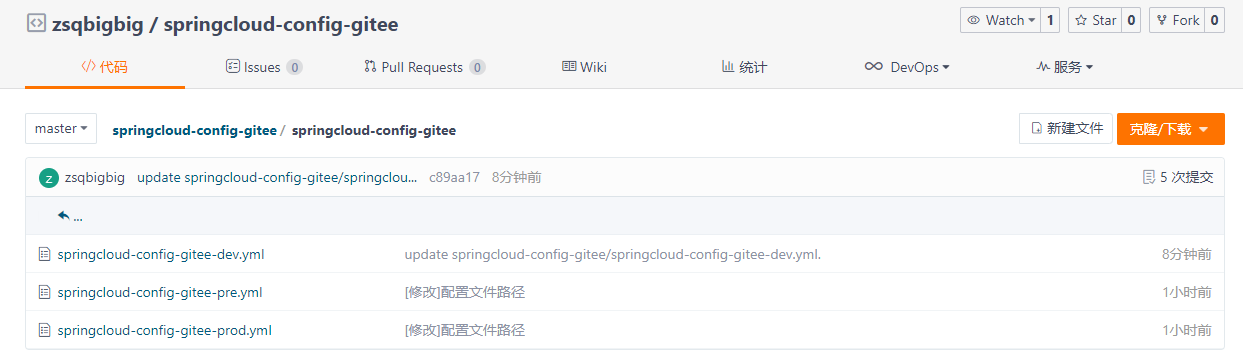 zsqbigbig / springcloud-config-gitee
Watch 1 Star 0 Fork 0
代码 Issues 0 Pull Requests 0 Wiki 统计 DevOps 服务
master springcloud-config-gitee / springcloud-config-gitee 新建文件 克隆/下载
z zsqbigbig update springcloud-config-gitee/springclou... c89aa17 8分钟前 5 次提交
...
springcloud-config-gitee-dev.yml update springcloud-config-gitee/springcloud-config-gitee-dev.yml. 8分钟前
springcloud-config-gitee-pre.yml [修改]配置文件路径 1小时前
springcloud-config-gitee-prod.yml [修改]配置文件路径 1小时前